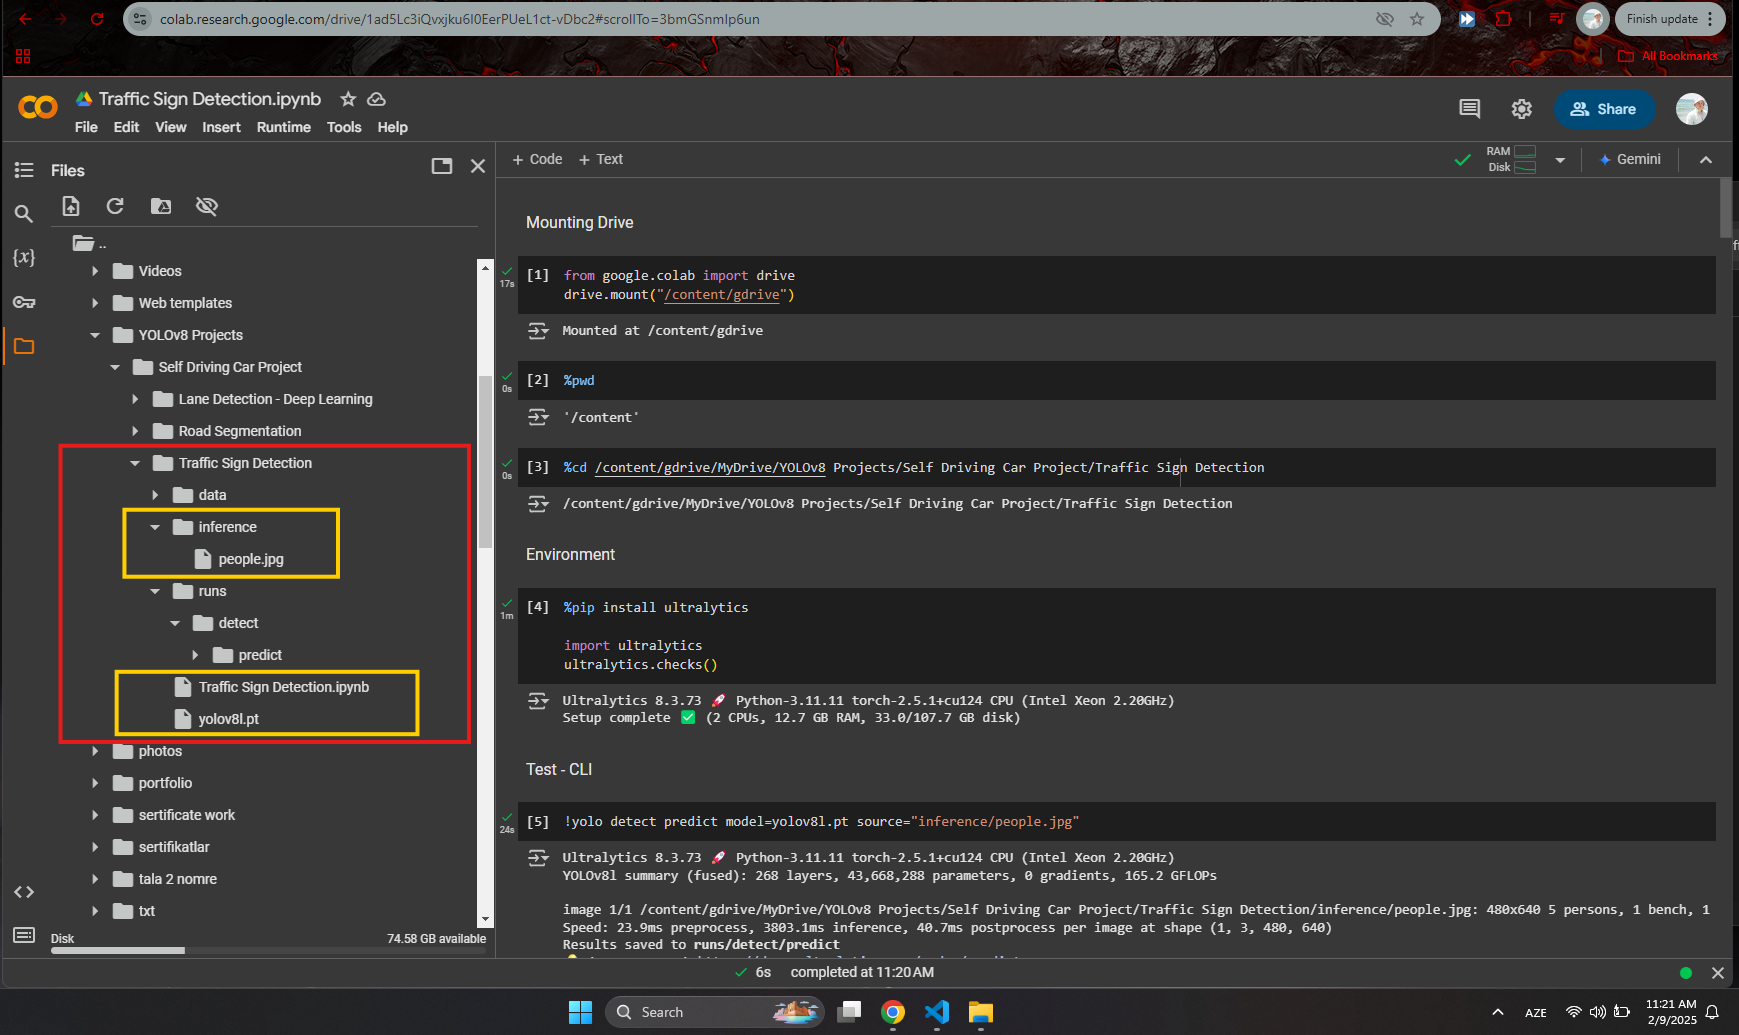 colab.research.google.com/drive/1ad5Lc3iQvxjku6I0EerPUeL1ct-vDbc2#scrollTo=3bmGSnmIp6un
Finish update
All Bookmarks
Traffic Sign Detection.ipynb
File Edit View Insert Runtime Tools Help
Share
Files
+ Code + Text
RAM
Disk
Gemini
..
Videos
Web templates
YOLOv8 Projects
Self Driving Car Project
Lane Detection - Deep Learning
Road Segmentation
Traffic Sign Detection
data
inference
people.jpg
runs
detect
predict
Traffic Sign Detection.ipynb
yolov8l.pt
photos
portfolio
sertificate work
sertifikatlar
tala 2 nomre
txt
Disk
74.58 GB available
Mounting Drive
17s
[1] from google.colab import drive
drive.mount("/content/gdrive")
Mounted at /content/gdrive
0s
[2] %pwd
'/content'
0s
[3] %cd /content/gdrive/MyDrive/YOLOv8 Projects/Self Driving Car Project/Traffic Sign Detection
/content/gdrive/MyDrive/YOLOv8 Projects/Self Driving Car Project/Traffic Sign Detection
Environment
1m
[4] %pip install ultralytics
import ultralytics
ultralytics.checks()
Ultralytics 8.3.73 🚀 Python-3.11.11 torch-2.5.1+cu124 CPU (Intel Xeon 2.20GHz)
Setup complete ✅ (2 CPUs, 12.7 GB RAM, 33.0/107.7 GB disk)
Test - CLI
24s
[5] !yolo detect predict model=yolov8l.pt source="inference/people.jpg"
Ultralytics 8.3.73 🚀 Python-3.11.11 torch-2.5.1+cu124 CPU (Intel Xeon 2.20GHz)
YOLOv8l summary (fused): 268 layers, 43,668,288 parameters, 0 gradients, 165.2 GFLOPs
image 1/1 /content/gdrive/MyDrive/YOLOv8 Projects/Self Driving Car Project/Traffic Sign Detection/inference/people.jpg: 480x640 5 persons, 1 bench, 1
Speed: 23.9ms preprocess, 3803.1ms inference, 40.7ms postprocess per image at shape (1, 3, 480, 640)
Results saved to runs/detect/predict
6s completed at 11:20 AM
Search
AZE
11:21 AM
2/9/2025